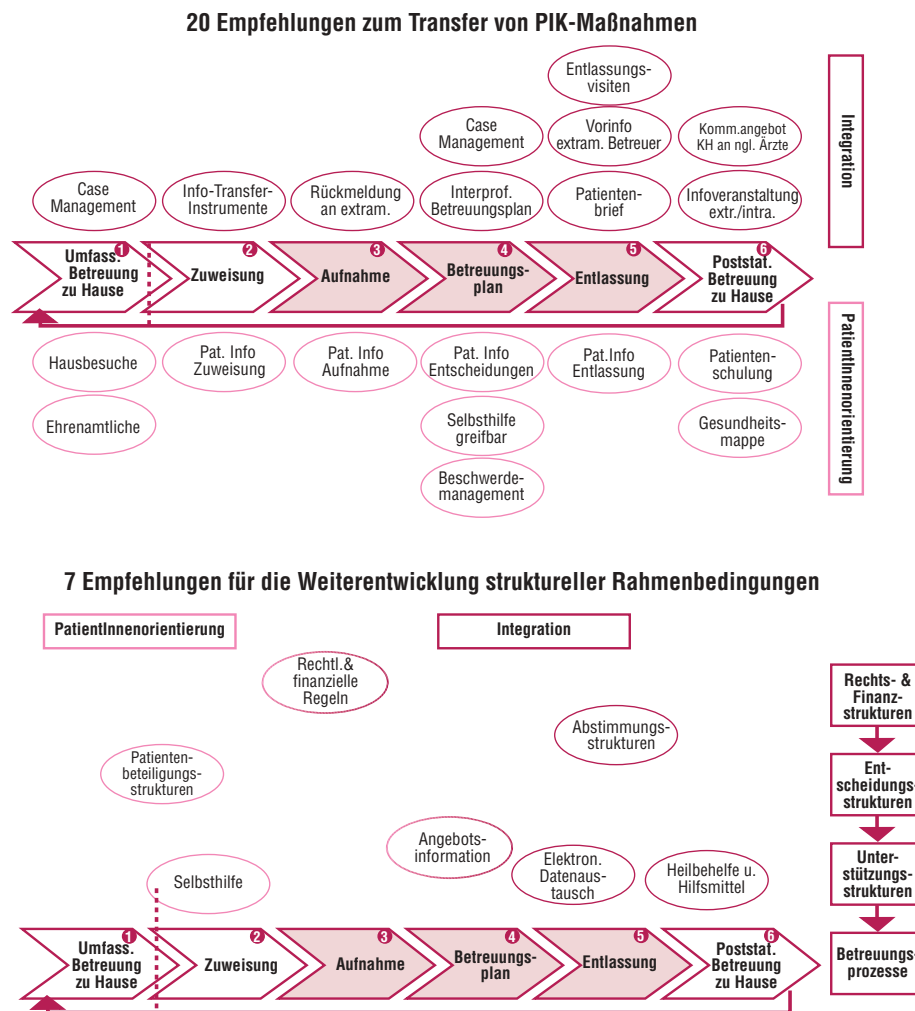 20 Empfehlungen zum Transfer von PIK-Maßnahmen
Entlassungs-
visiten
Case
Management
Vorinfo
extram. Betreuer
Komm.angebot
KH an ngl. Ärzte
Case
Management
Info-Transfer-
Instrumente
Rückmeldung
an extram.
Interprof.
Betreuungsplan
Patienten-
brief
Infoveranstaltung
extr./intra.
Integration
1
Umfass.
Betreuung
zu Hause
2
Zuweisung
3
Aufnahme
4
Betreuungs-
plan
5
Entlassung
6
Poststat.
Betreuung
zu Hause
Hausbesuche
Pat. Info
Zuweisung
Pat. Info
Aufnahme
Pat. Info
Entscheidungen
Pat.Info
Entlassung
Patienten-
schulung
Ehrenamtliche
Selbsthilfe
greifbar
Gesundheits-
mappe
Beschwerde-
management
PatientInnenorientierung
7 Empfehlungen für die Weiterentwicklung struktureller Rahmenbedingungen
PatientInnenorientierung
Integration
Rechtl.&
finanzielle
Regeln
Abstimmungs-
strukturen
Patienten-
beteiligungs-
strukturen
Angebots-
information
Selbsthilfe
Elektron.
Datenaus-
tausch
Heilbehelfe u.
Hilfsmittel
Rechts- &
Finanz-
strukturen
Ent-
scheidungs-
strukturen
Unter-
stützungs-
strukturen
Betreuungs-
prozesse
1
Umfass.
Betreuung
zu Hause
2
Zuweisung
3
Aufnahme
4
Betreuungs-
plan
5
Entlassung
6
Poststat.
Betreuung
zu Hause